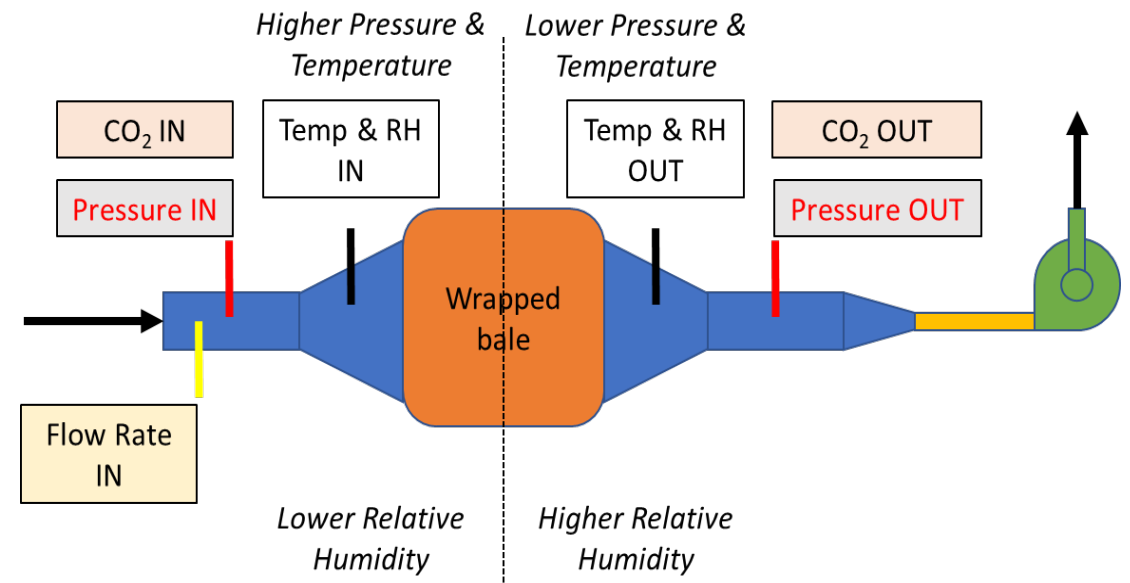 Higher Pressure &
Temperature
Lower Pressure &
Temperature
CO₂ IN
Temp & RH
IN
Temp & RH
OUT
CO₂ OUT
Pressure IN
Pressure OUT
Wrapped
bale
Flow Rate
IN
Lower Relative
Humidity
Higher Relative
Humidity